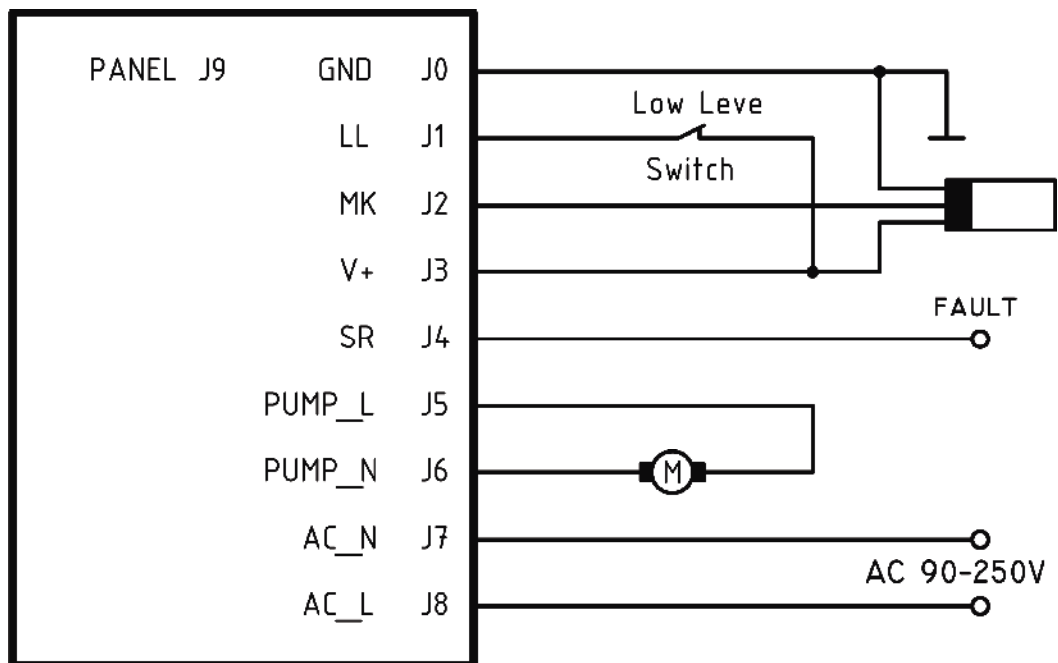 PANEL J9 GND J0
Low Leve
LL J1
Switch
MK J2
V+ J3
FAULT
SR J4
PUMP_L J5
PUMP_N J6
M
AC_N J7
AC 90-250V
AC_L J8